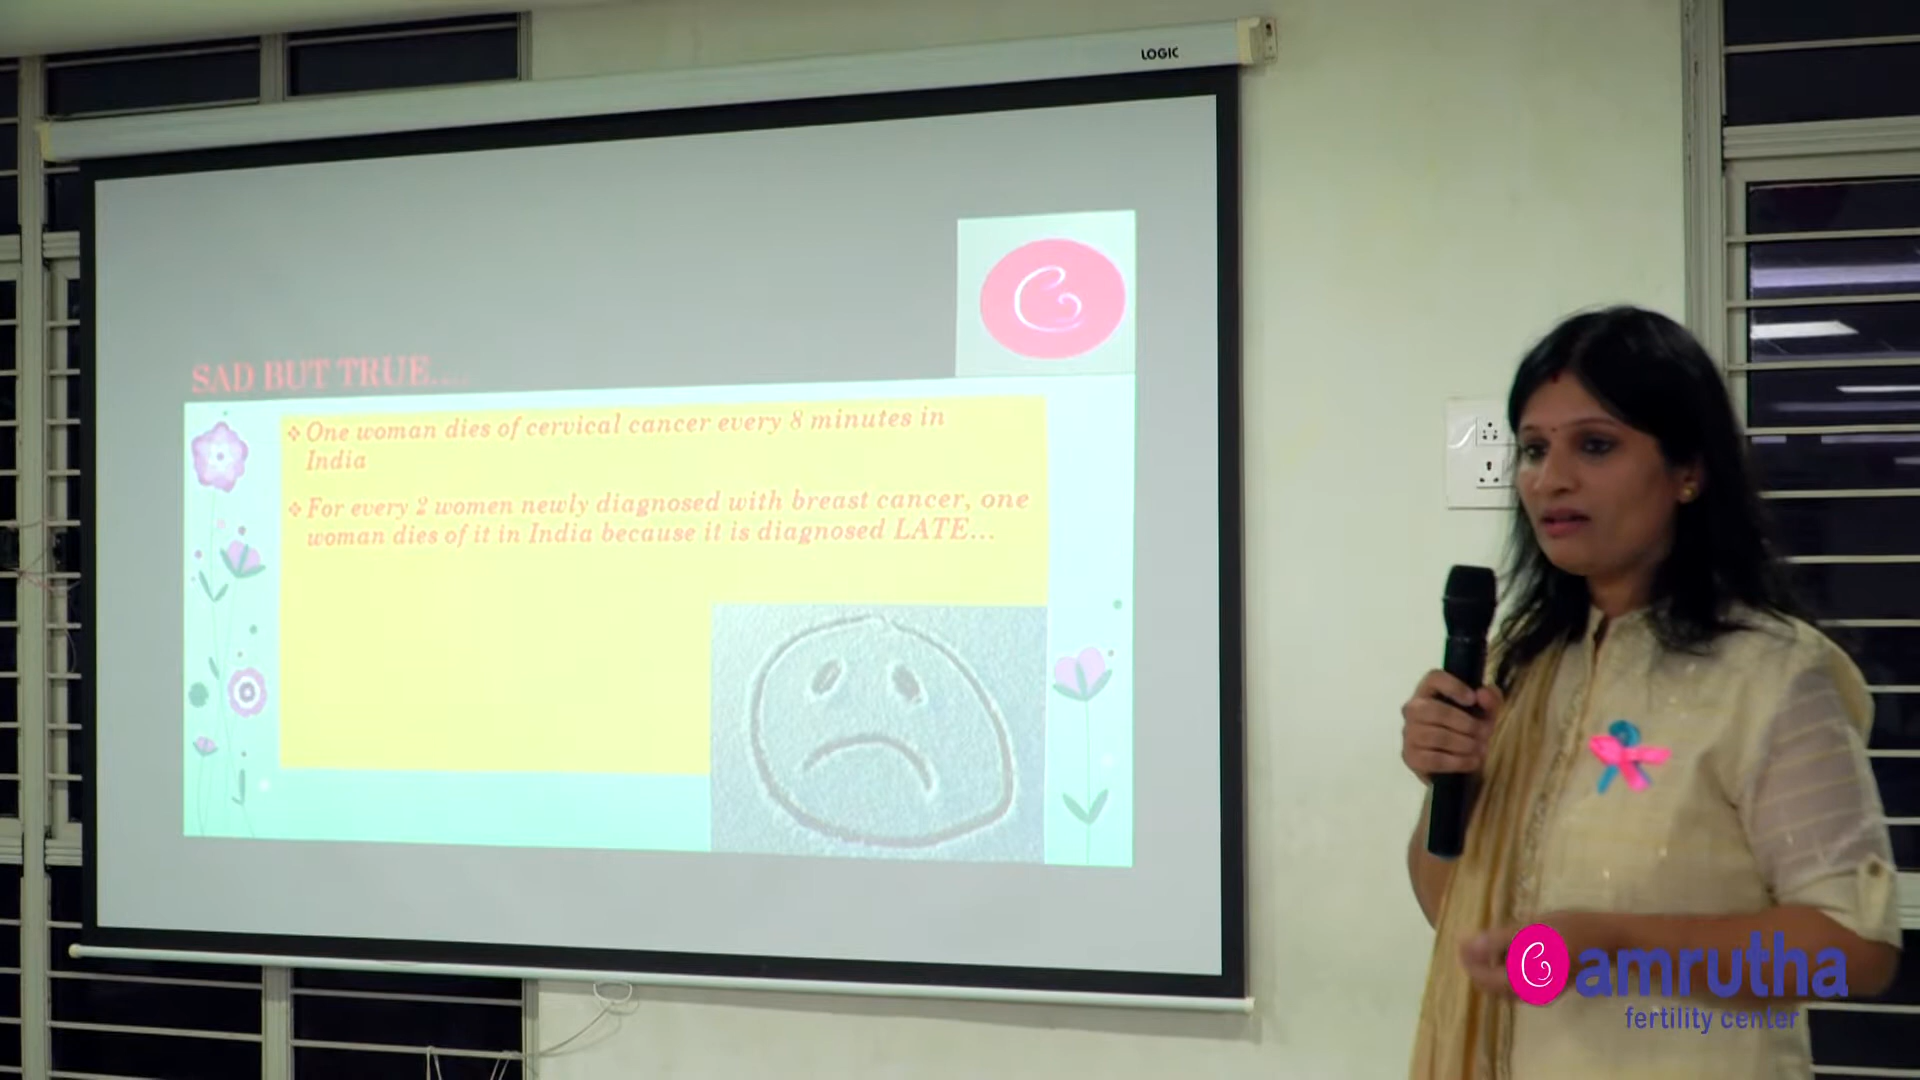 LOGIC
SAD BUT TRUE....
❖ One woman dies of cervical cancer every 8 minutes in
India
❖ For every 2 women newly diagnosed with breast cancer, one
woman dies of it in India because it is diagnosed LATE...
amrutha
fertility center